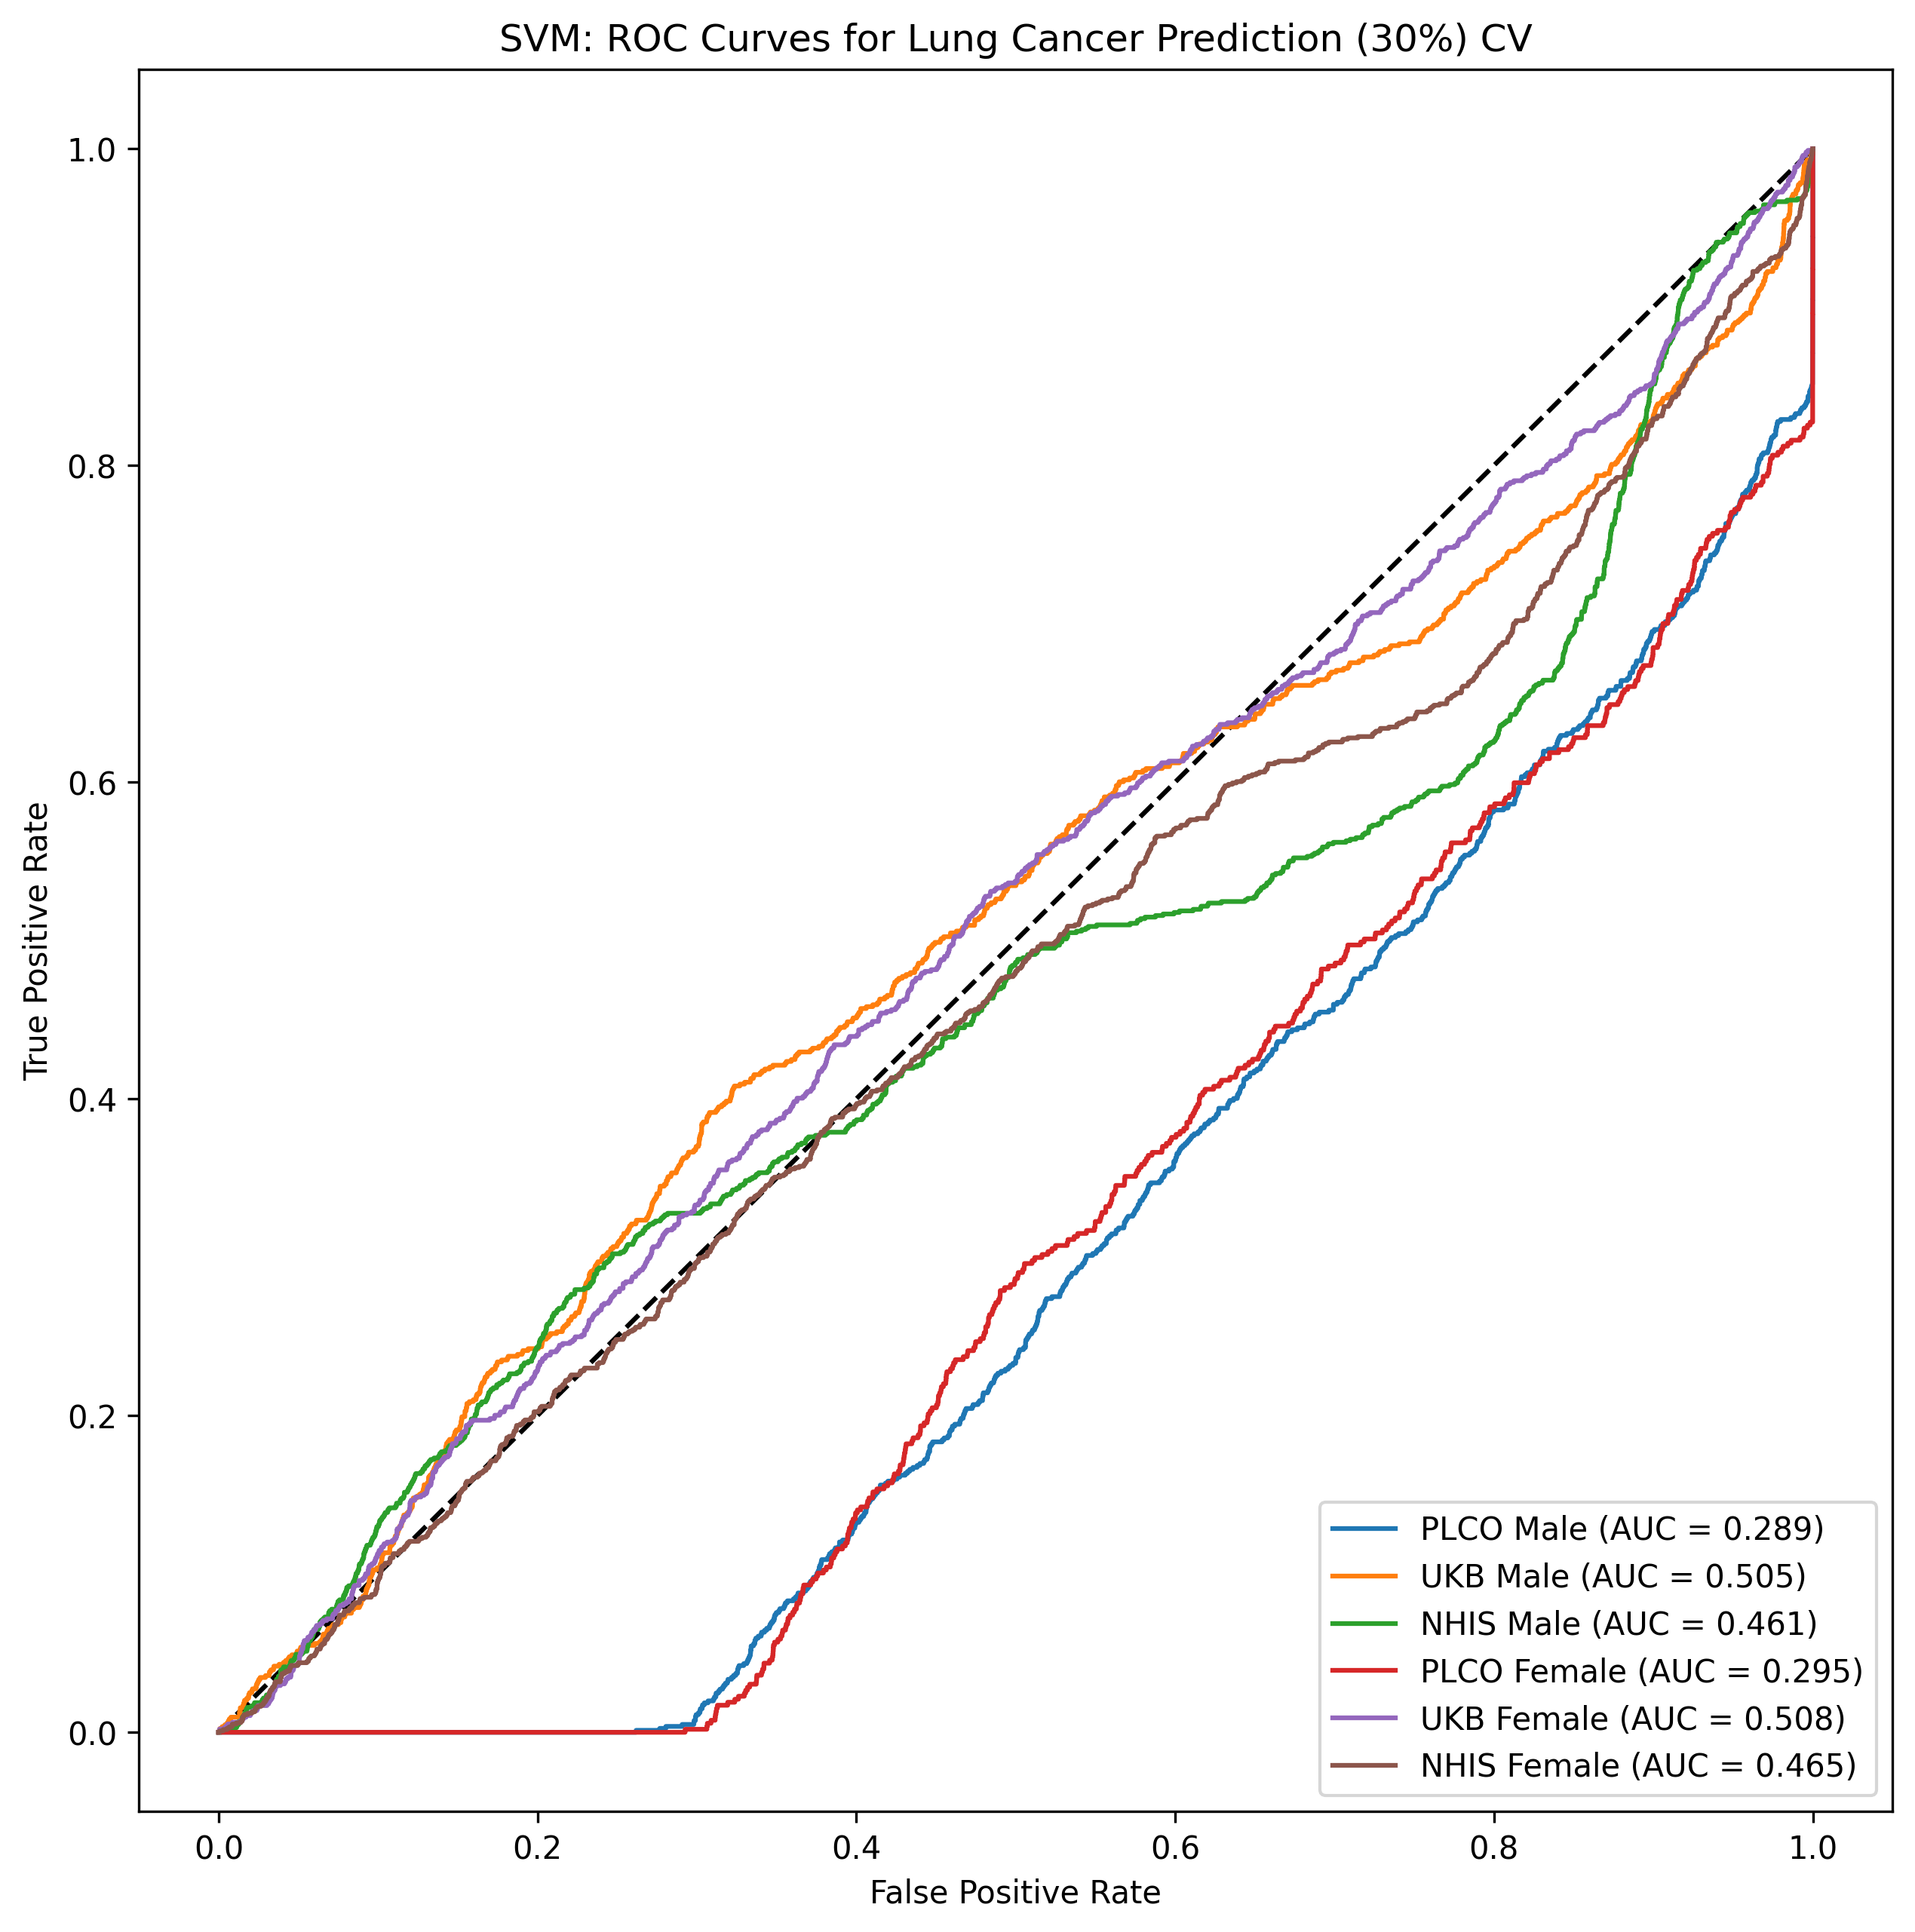 SVM: ROC Curves for Lung Cancer Prediction (30%) CV
True Positive Rate
1.0
0.8
0.6
0.4
0.2
0.0
0.0 0.2 0.4 0.6 0.8 1.0
False Positive Rate
PLCO Male (AUC = 0.289)
UKB Male (AUC = 0.505)
NHIS Male (AUC = 0.461)
PLCO Female (AUC = 0.295)
UKB Female (AUC = 0.508)
NHIS Female (AUC = 0.465)